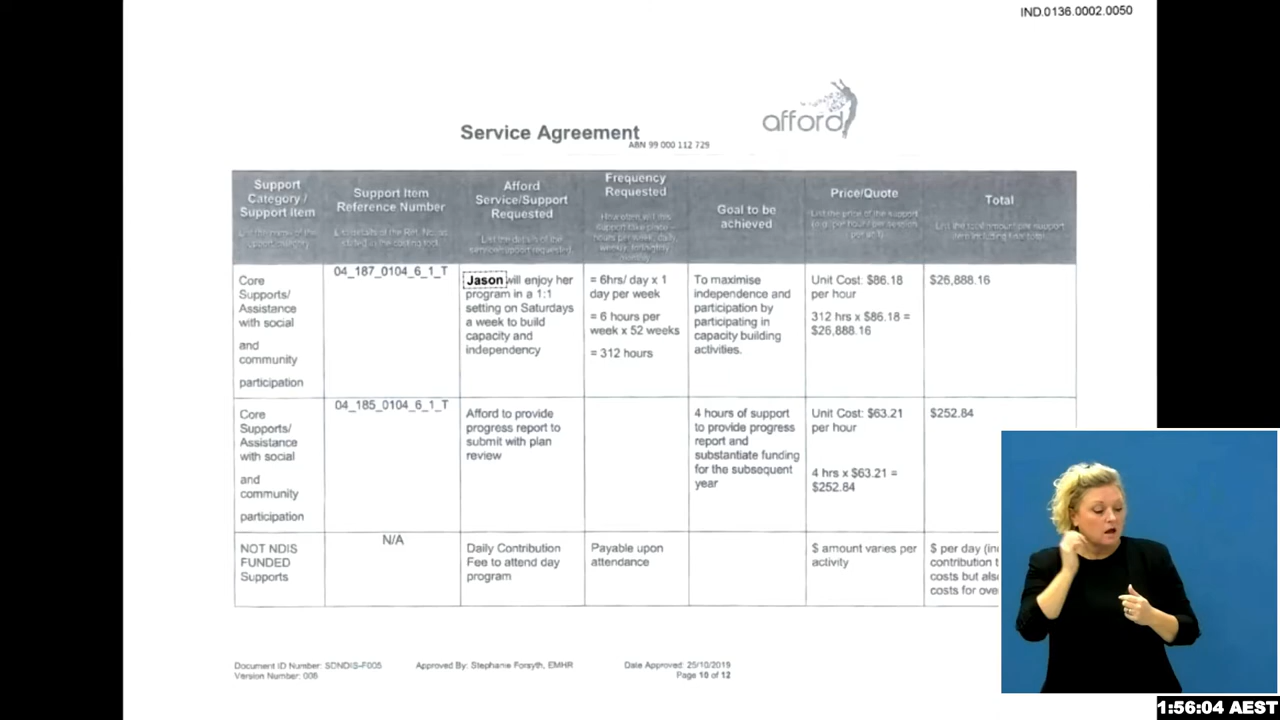 IND.0136.0002.0050
afford
Service Agreement
ABN 99 000 112 729
Support
Category /
Support Item
Support Item
Reference Number
Afford
Service/Support
Requested
Frequency
Requested
Goal to be
achieved
Price/Quote
Total
Core
Supports/
Assistance
with social
and
community
participation
04_187_0104_6_1_T
Jason will enjoy her
program in a 1:1
setting on Saturdays
a week to build
capacity and
independency
= 6hrs/ day x 1
day per week
= 6 hours per
week x 52 weeks
= 312 hours
To maximise
independence and
participation by
participating in
capacity building
activities.
Unit Cost: $86.18
per hour
312 hrs x $86.18 =
$26,888.16
$26,888.16
Core
Supports/
Assistance
with social
and
community
participation
04_185_0104_6_1_T
Afford to provide
progress report to
submit with plan
review
4 hours of support
to provide progress
report and
substantiate funding
for the subsequent
year
Unit Cost: $63.21
per hour
4 hrs x $63.21 =
$252.84
$252.84
NOT NDIS
FUNDED
Supports
N/A
Daily Contribution
Fee to attend day
program
Payable upon
attendance
$ amount varies per
activity
$ per day (in
contribution t
costs but als
costs for ove
Document ID Number: SDNDIS-F005
Version Number: 006
Approved By: Stephanie Forsyth, EMHR
Date Approved: 25/10/2019
Page 10 of 12
1:56:04 AEST